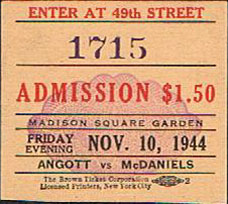 ENTER AT 49th STREET
1715
ADMISSION $1.50
MADISON SQUARE GARDEN
FRIDAY EVENING NOV. 10, 1944
ANGOTT vs McDANIELS
The Brown Ticket Corporation
Licensed Printers, New York City
2